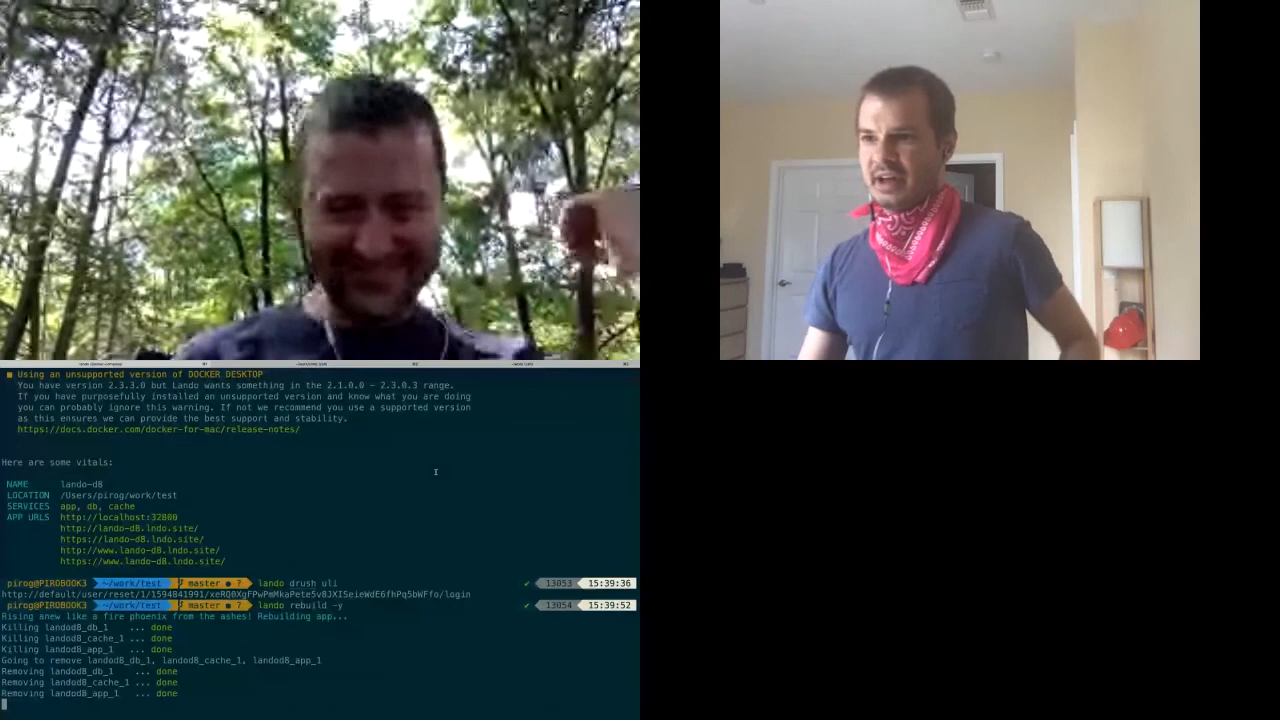 Using an unsupported version of DOCKER DESKTOP
You have version 2.3.3.0 but Lando wants something in the 2.1.0.0 - 2.3.0.3 range.
If you have purposefully installed an unsupported version and know what you are doing
you can probably ignore this warning. If not we recommend you use a supported version
as this ensures we can provide the best support and stability.
https://docs.docker.com/docker-for-mac/release-notes/
Here are some vitals:
NAME lando-d8
LOCATION /Users/pirog/work/test
SERVICES app, db, cache
APP URLS http://localhost:32800
http://lando-d8.lndo.site/
https://lando-d8.lndo.site/
http://www.lando-d8.lndo.site/
https://www.lando-d8.lndo.site/
pirog@PIROBOOK3 ~/work/test master ● ? lando drush uli ✔ 13053 15:39:36
http://default/user/reset/1/1594841991/xeRQ0XgFPwPmMkaPete5v8JXISeieWdE6fhPq5bWFfo/login
pirog@PIROBOOK3 ~/work/test master ● ? lando rebuild -y ✔ 13054 15:39:52
Rising anew like a fire phoenix from the ashes! Rebuilding app...
Killing landod8_db_1 ... done
Killing landod8_cache_1 ... done
Killing landod8_app_1 ... done
Going to remove landod8_db_1, landod8_cache_1, landod8_app_1
Removing landod8_db_1 ... done
Removing landod8_cache_1 ... done
Removing landod8_app_1 ... done